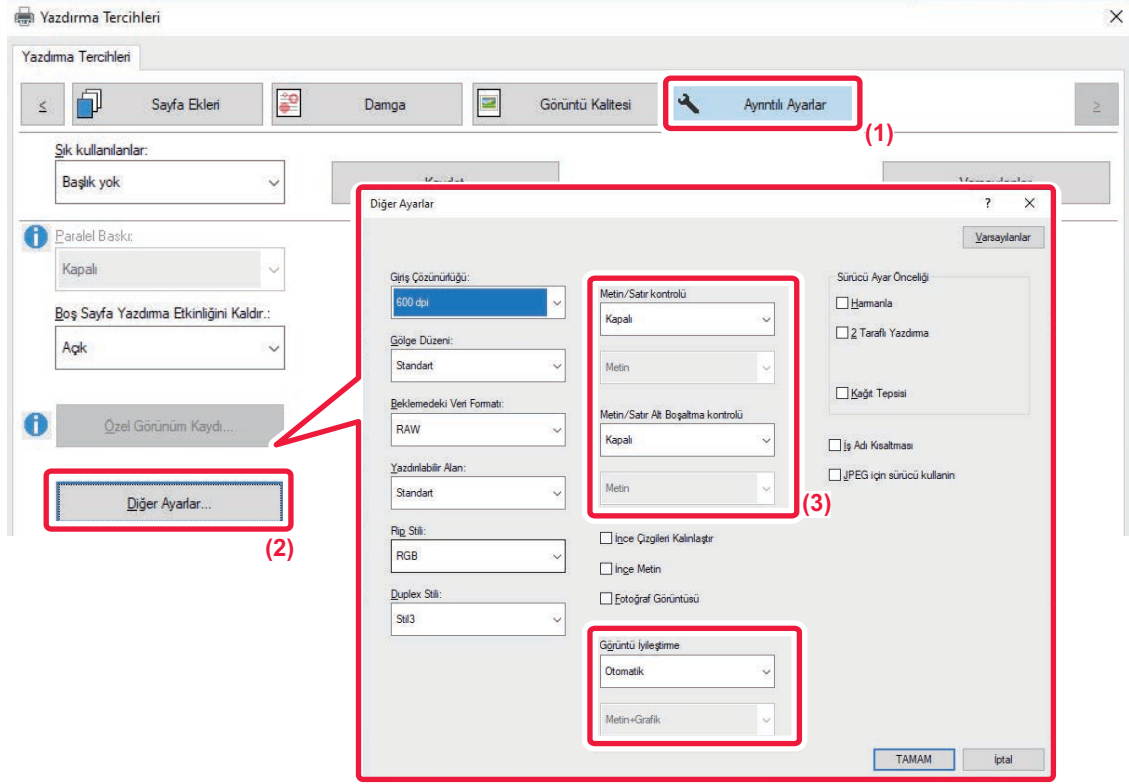 Yazdırma Tercihleri
Yazdırma Tercihleri
< Sayfa Ekleri Damga Görüntü Kalitesi Ayrıntılı Ayarlar >
(1)
Sık kullanılanlar:
Başlık yok
Kaydet
Varsayılanlar
Paralel Baskı:
Kapalı
Boş Sayfa Yazdırma Etkinliğini Kaldır.:
Açık
Özel Görünüm Kaydı...
Diğer Ayarlar...
(2)
Diğer Ayarlar
?
Varsayılanlar
Giriş Çözünürlüğü:
600 dpi
Gölge Düzeni:
Standart
Beklemedeki Veri Formatı:
RAW
Yazdırılabilir Alan:
Standart
Rip Stili:
RGB
Duplex Stili:
Stil3
Metin/Satır kontrolü
Kapalı
Metin
Metin/Satır Alt Boşaltma kontrolü
Kapalı
Metin
(3)
İnce Çizgileri Kalınlaştır
İnce Metin
Fotoğraf Görüntüsü
Görüntü İyileştirme
Otomatik
Metin+Grafik
Sürücü Ayar Önceliği
Harmanla
2 Taraflı Yazdırma
Kağıt Tepsisi
İş Adı Kısaltması
JPEG için sürücü kullanin
TAMAM
İptal